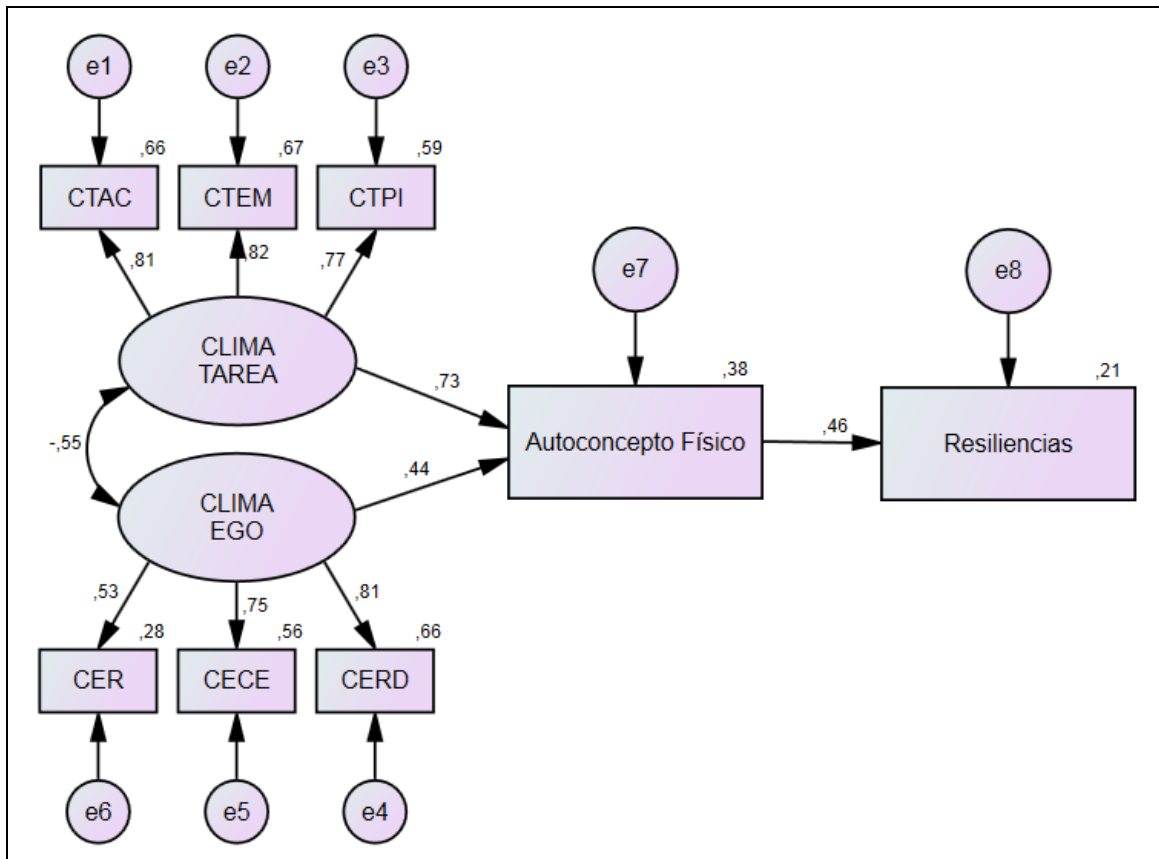 e1
e2
e3
,66
,67
,59
CTAC
CTEM
CTPI
,81
,82
,77
e7
e8
CLIMA
TAREA
,73
,38
,21
-,55
Autoconcepto Físico
,46
Resiliencias
CLIMA
EGO
,44
,53
,75
,81
,28
,56
,66
CER
CECE
CERD
e6
e5
e4